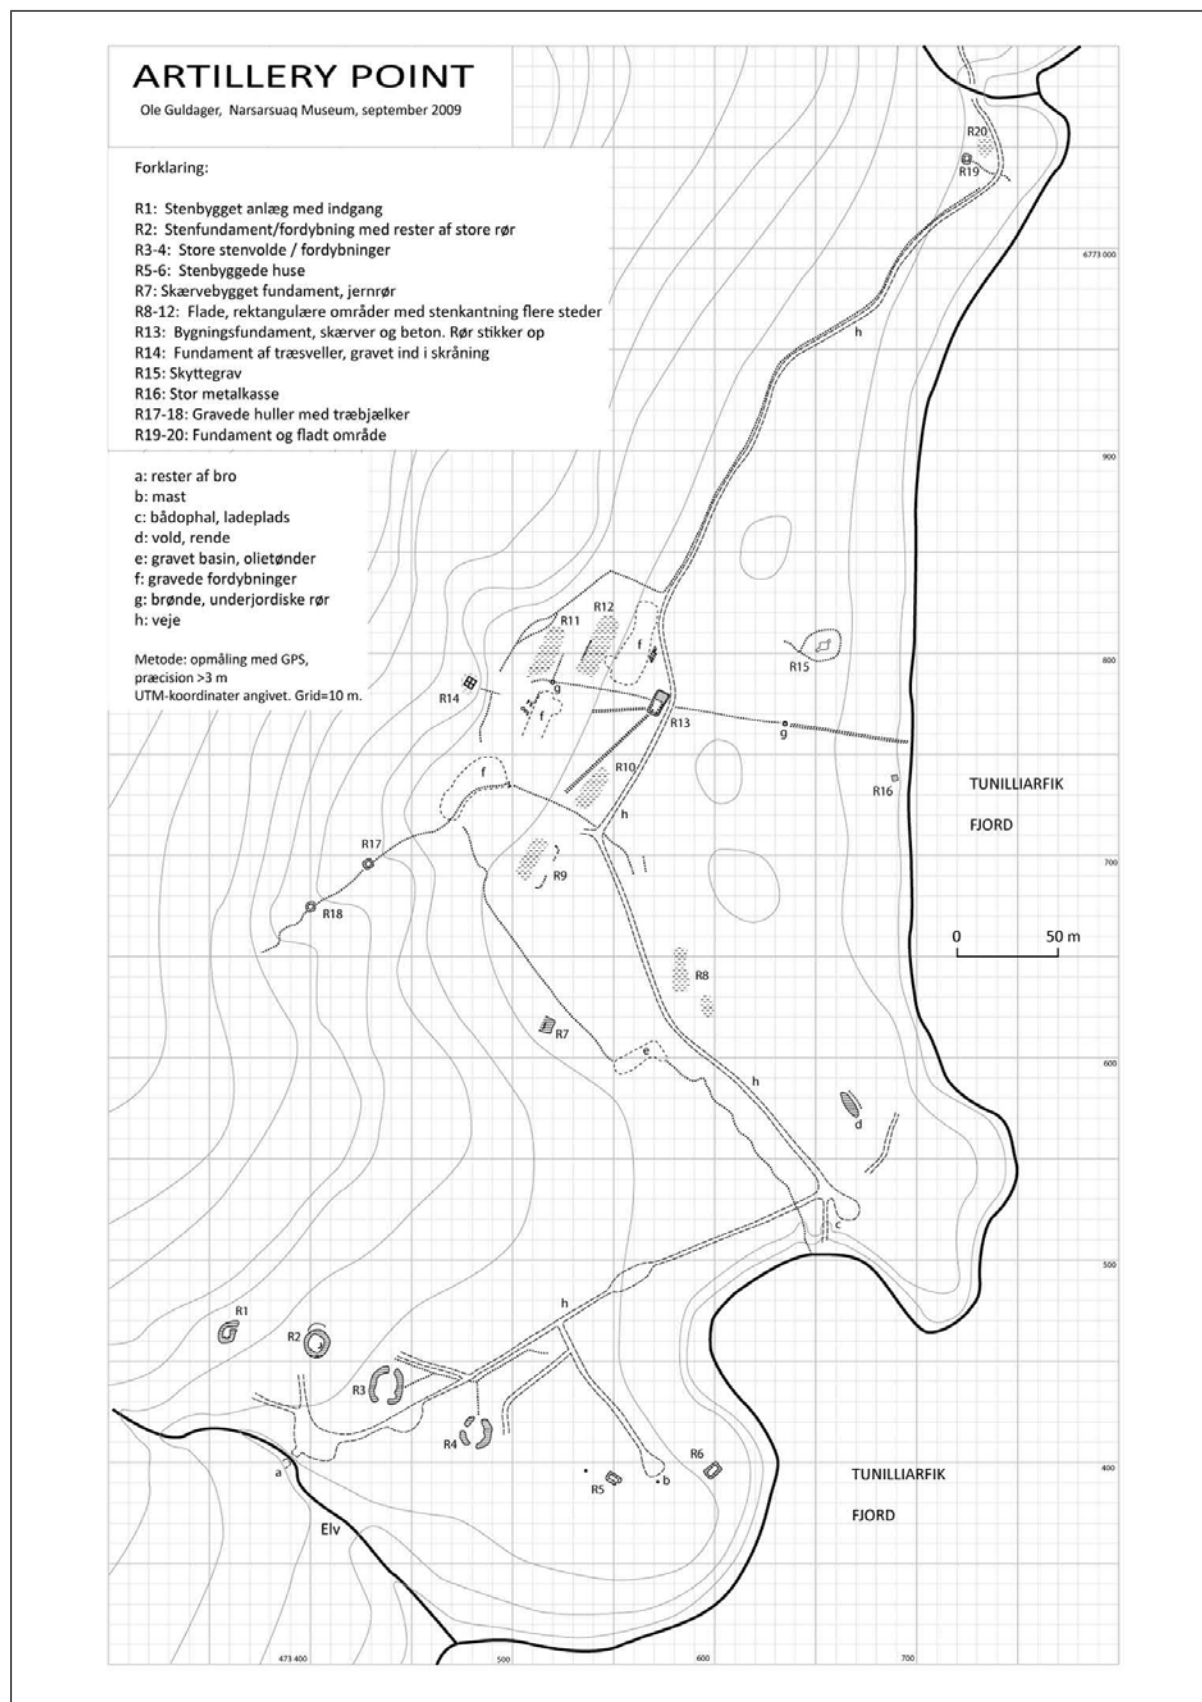 ARTILLERY POINT
Ole Guldager, Narsarsuaq Museum, september 2009
Forklaring:
R1: Stenbygget anlæg med indgang
R2: Stenfundament/fordybning med rester af store rør
R3-4: Store stenvolde / fordybninger
R5-6: Stenbyggede huse
R7: Skærvebygget fundament, jernrør
R8-12: Flade, rektangulære områder med stenkantning flere steder
R13: Bygningsfundament, skærver og beton. Rør stikker op
R14: Fundament af træsveller, gravet ind i skråning
R15: Skyttegrav
R16: Stor metalkasse
R17-18: Gravede huller med træbjælker
R19-20: Fundament og fladt område
a: rester af bro
b: mast
c: bådophal, ladeplads
d: vold, rende
e: gravet basin, olietønder
f: gravede fordybninger
g: brønde, underjordiske rør
h: veje
Metode: opmåling med GPS,
præcision >3 m
UTM-koordinater angivet. Grid=10 m.
R20
R19
6773 000
h
900
R12
R11
f
800
R15
R14
g
f
R13
g
f
R10
R16
TUNILLIARFIK
FJORD
h
R17
700
R9
R18
0 50 m
R8
R7
e
600
h
d
c
500
h
R1
R2
R3
R4
R6
400
a
R5
b
TUNILLIARFIK
FJORD
Elv
473 400
500
600
700